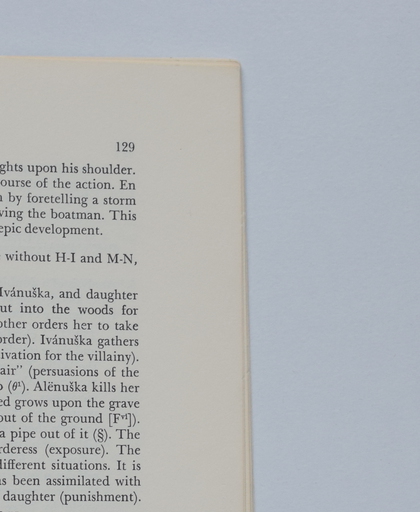 129
ghts upon his shoulder.
ourse of the action. En
by foretelling a storm
ving the boatman. This
epic development.
without H-I and M-N,
Ivánuška, and daughter
ut into the woods for
other orders her to take
order). Ivánuška gathers
ivation for the villainy).
air" (persuasions of the
(θ³). Alënuška kills her
ed grows upon the grave
out of the ground [Fᵛᴵ]).
a pipe out of it (§). The
rderess (exposure). The
different situations. It is
as been assimilated with
daughter (punishment).